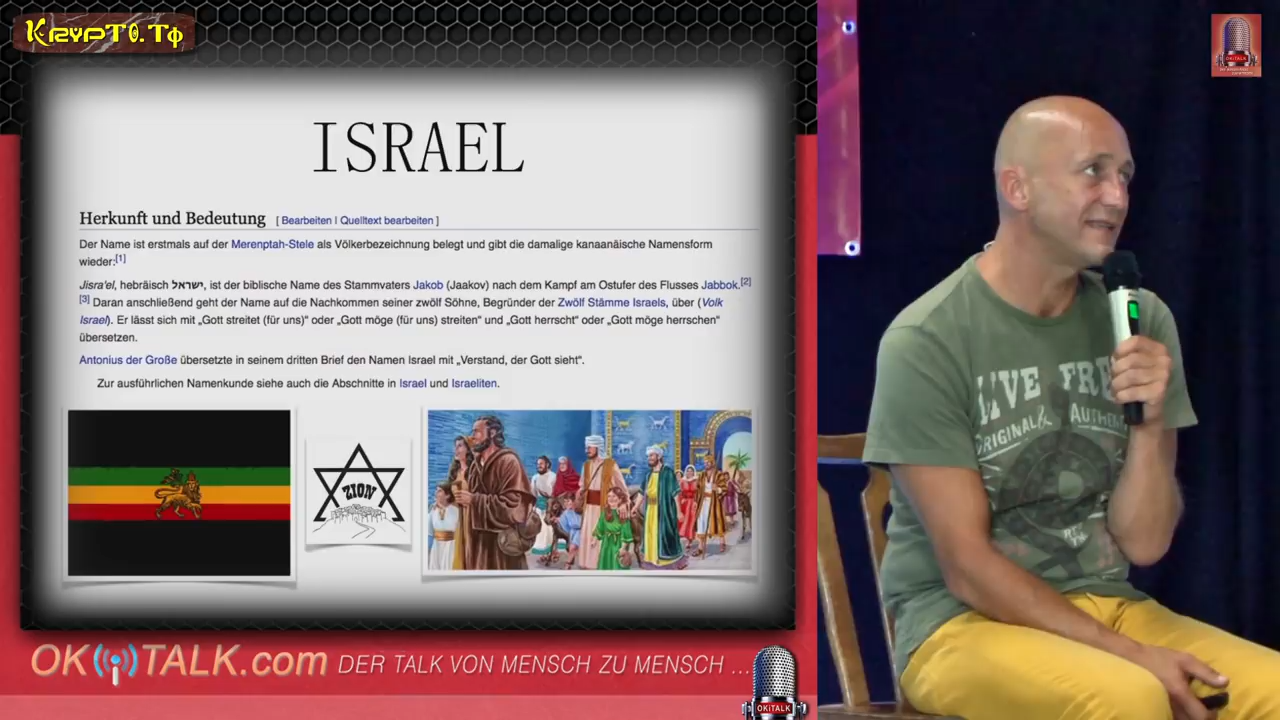 KrypT0.Tφ
ISRAEL
Herkunft und Bedeutung [ Bearbeiten | Quelltext bearbeiten ]
Der Name ist erstmals auf der Merenptah-Stele als Völkerbezeichnung belegt und gibt die damalige kanaanäische Namensform
wieder:[1]
Jisra'el, hebräisch ישראל, ist der biblische Name des Stammvaters Jakob (Jaakov) nach dem Kampf am Ostufer des Flusses Jabbok.[2]
[3] Daran anschließend geht der Name auf die Nachkommen seiner zwölf Söhne, Begründer der Zwölf Stämme Israels, über (Volk
Israel). Er lässt sich mit „Gott streitet (für uns)“ oder „Gott möge (für uns) streiten“ und „Gott herrscht“ oder „Gott möge herrschen“
übersetzen.
Antonius der Große übersetzte in seinem dritten Brief den Namen Israel mit „Verstand, der Gott sieht“.
Zur ausführlichen Namenkunde siehe auch die Abschnitte in Israel und Israeliten.
ZION
OK TALK.com DER TALK VON MENSCH ZU MENSCH ...
OKiTALK
OKiTALK
LIVE FRE
ORIGINAL & AUTHEN